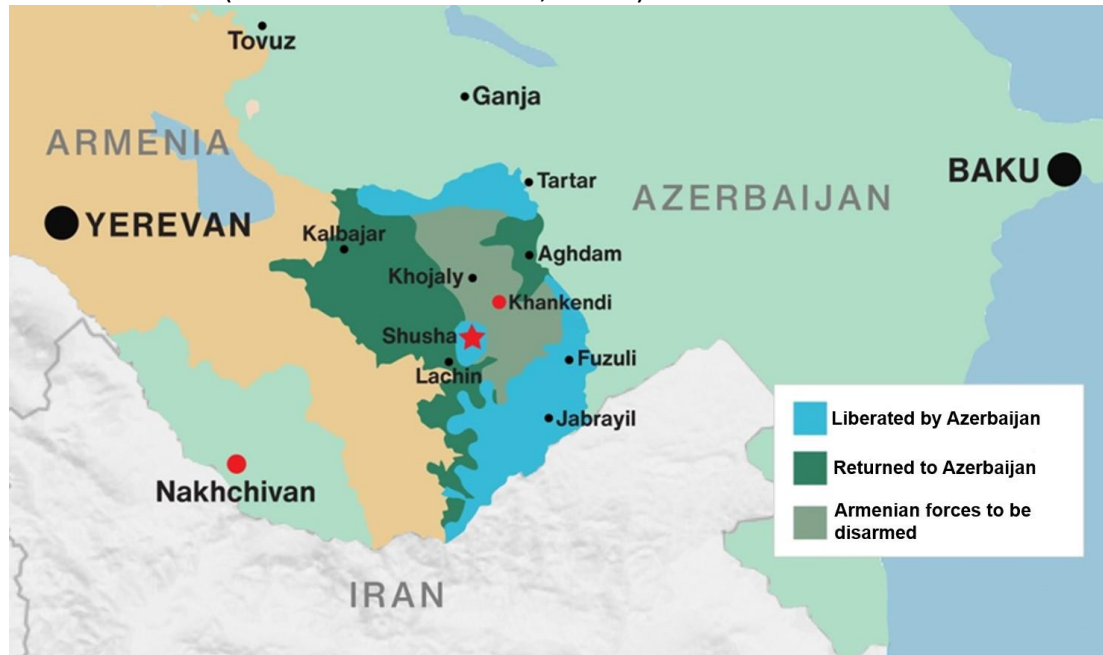 Tovuz
Ganja
ARMENIA
BAKU
Tartar
AZERBAIJAN
YEREVAN
Kalbajar
Aghdam
Khojaly
Khankendi
Shusha
Fuzuli
Lachin
Jabrayil
Liberated by Azerbaijan
Returned to Azerbaijan
Armenian forces to be
disarmed
Nakhchivan
IRAN